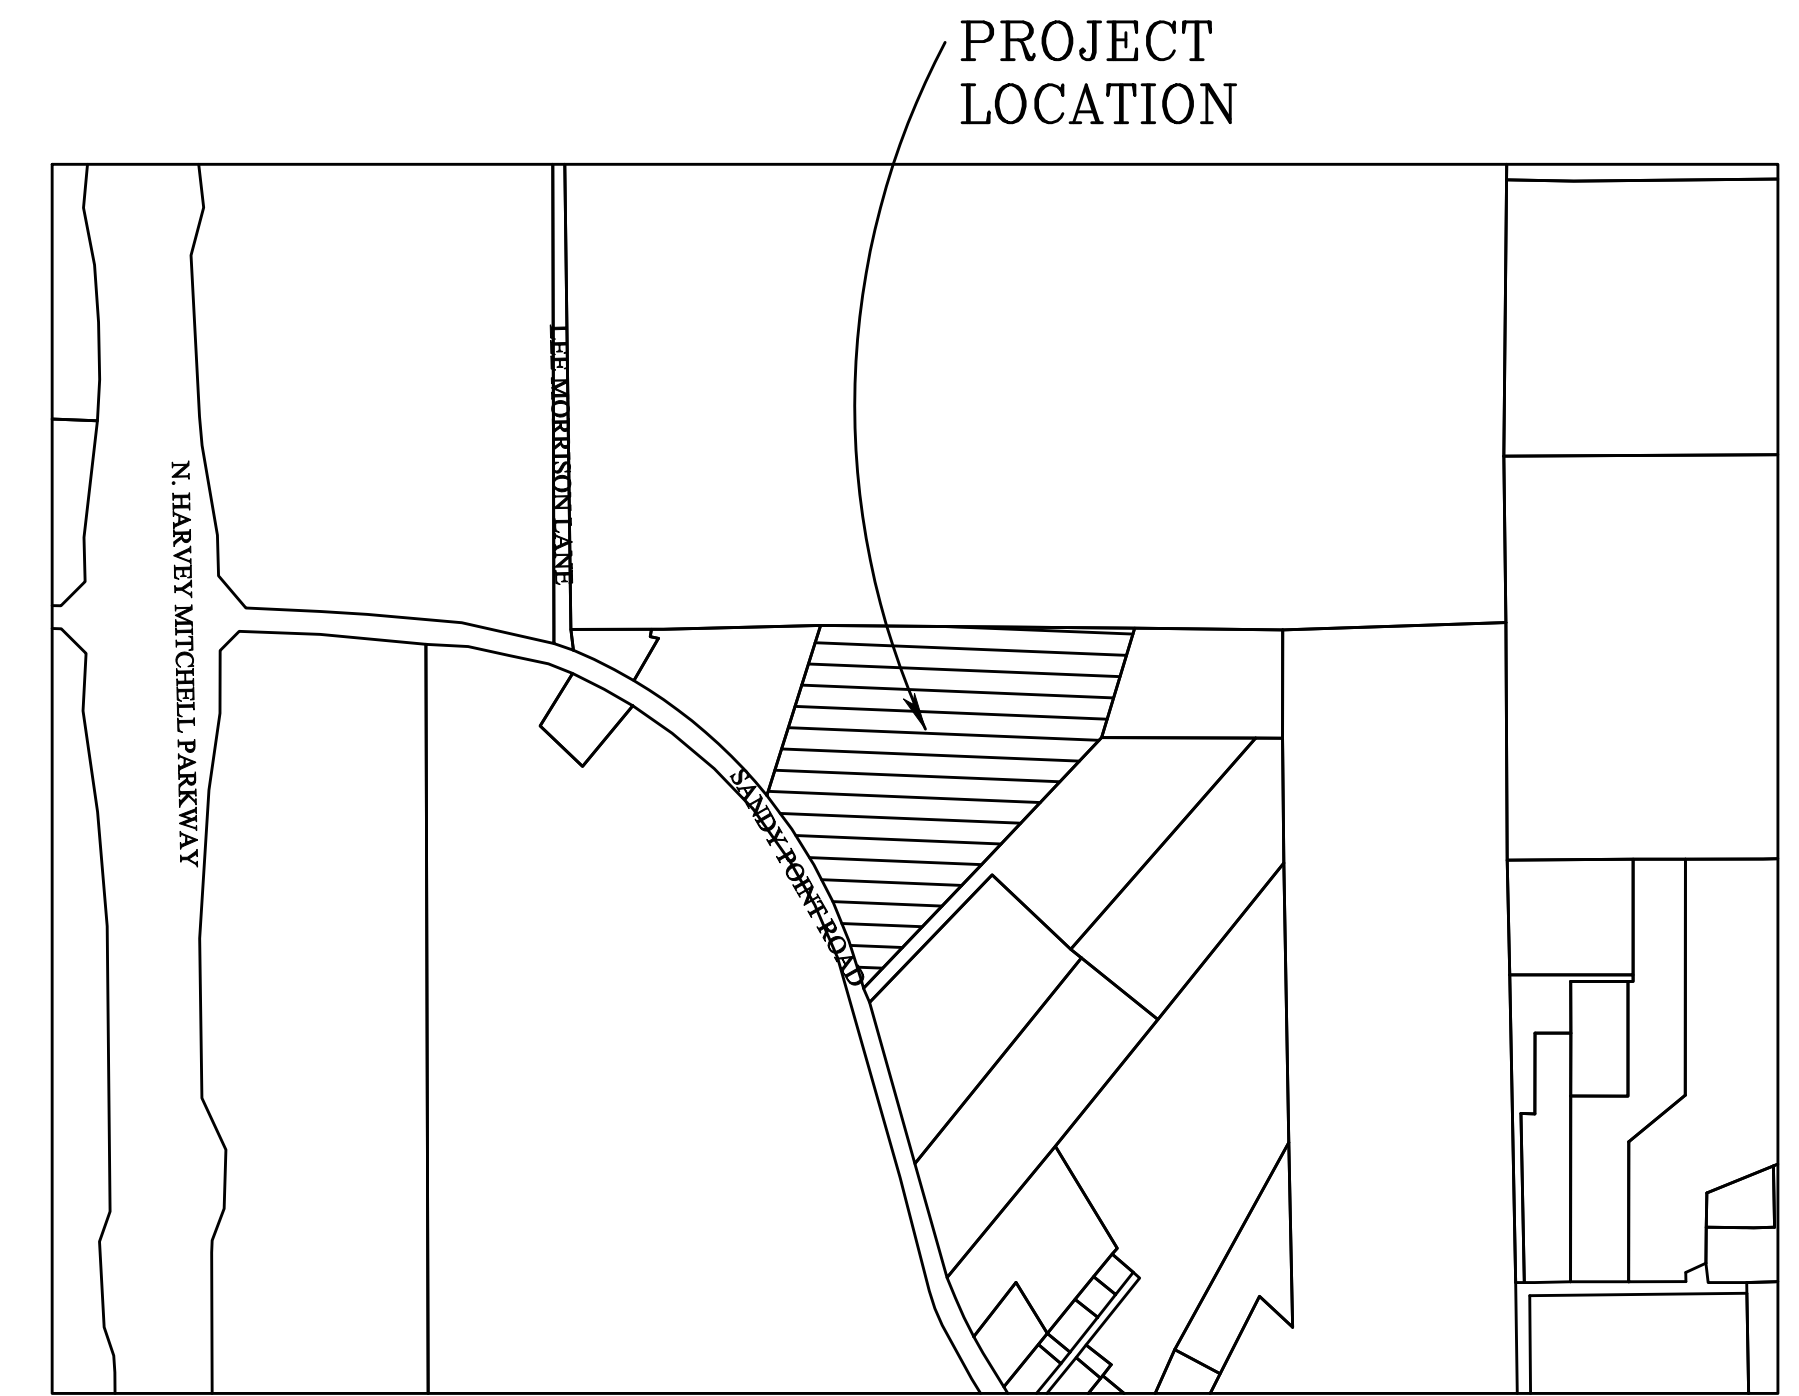 PROJECT
LOCATION
LEE MORRISON LANE
N. HARVEY MITCHELL PARKWAY
SANDY POINT ROAD